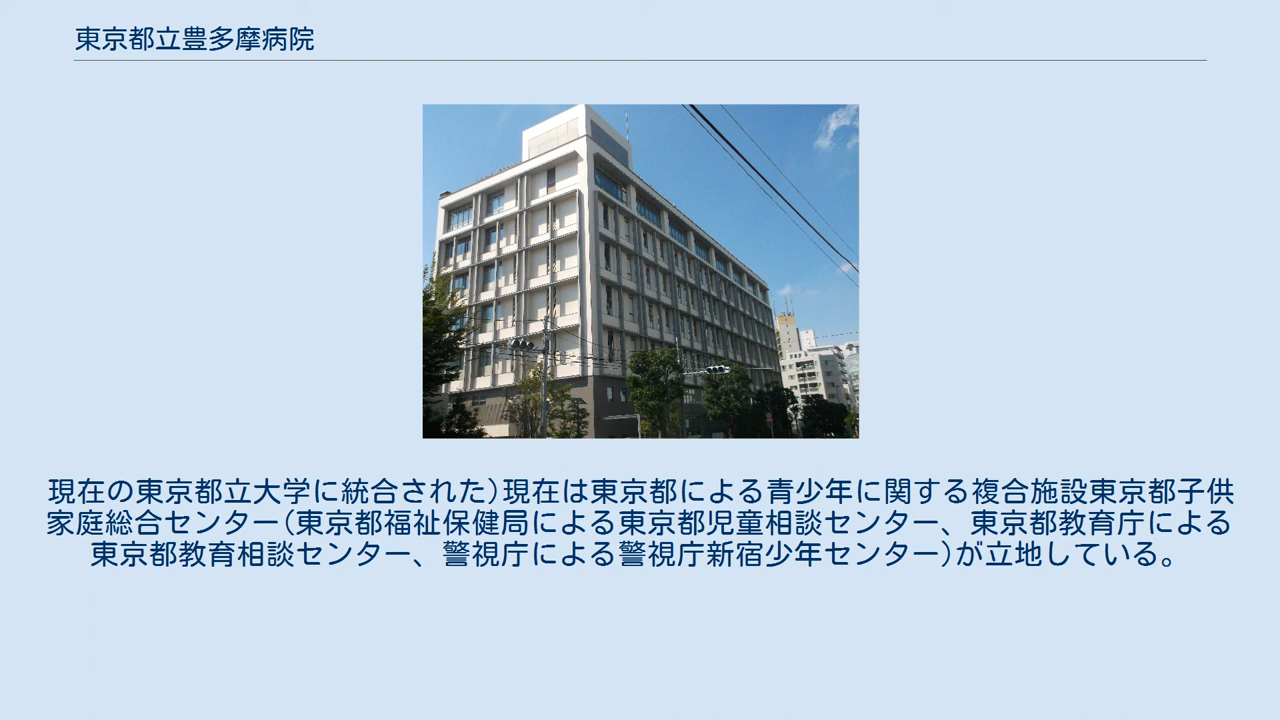 東京都立豊多摩病院
現在の東京都立大学に統合された)現在は東京都による青少年に関する複合施設東京都子供
家庭総合センター(東京都福祉保健局による東京都児童相談センター、東京都教育庁による
東京都教育相談センター、警視庁による警視庁新宿少年センター)が立地している。